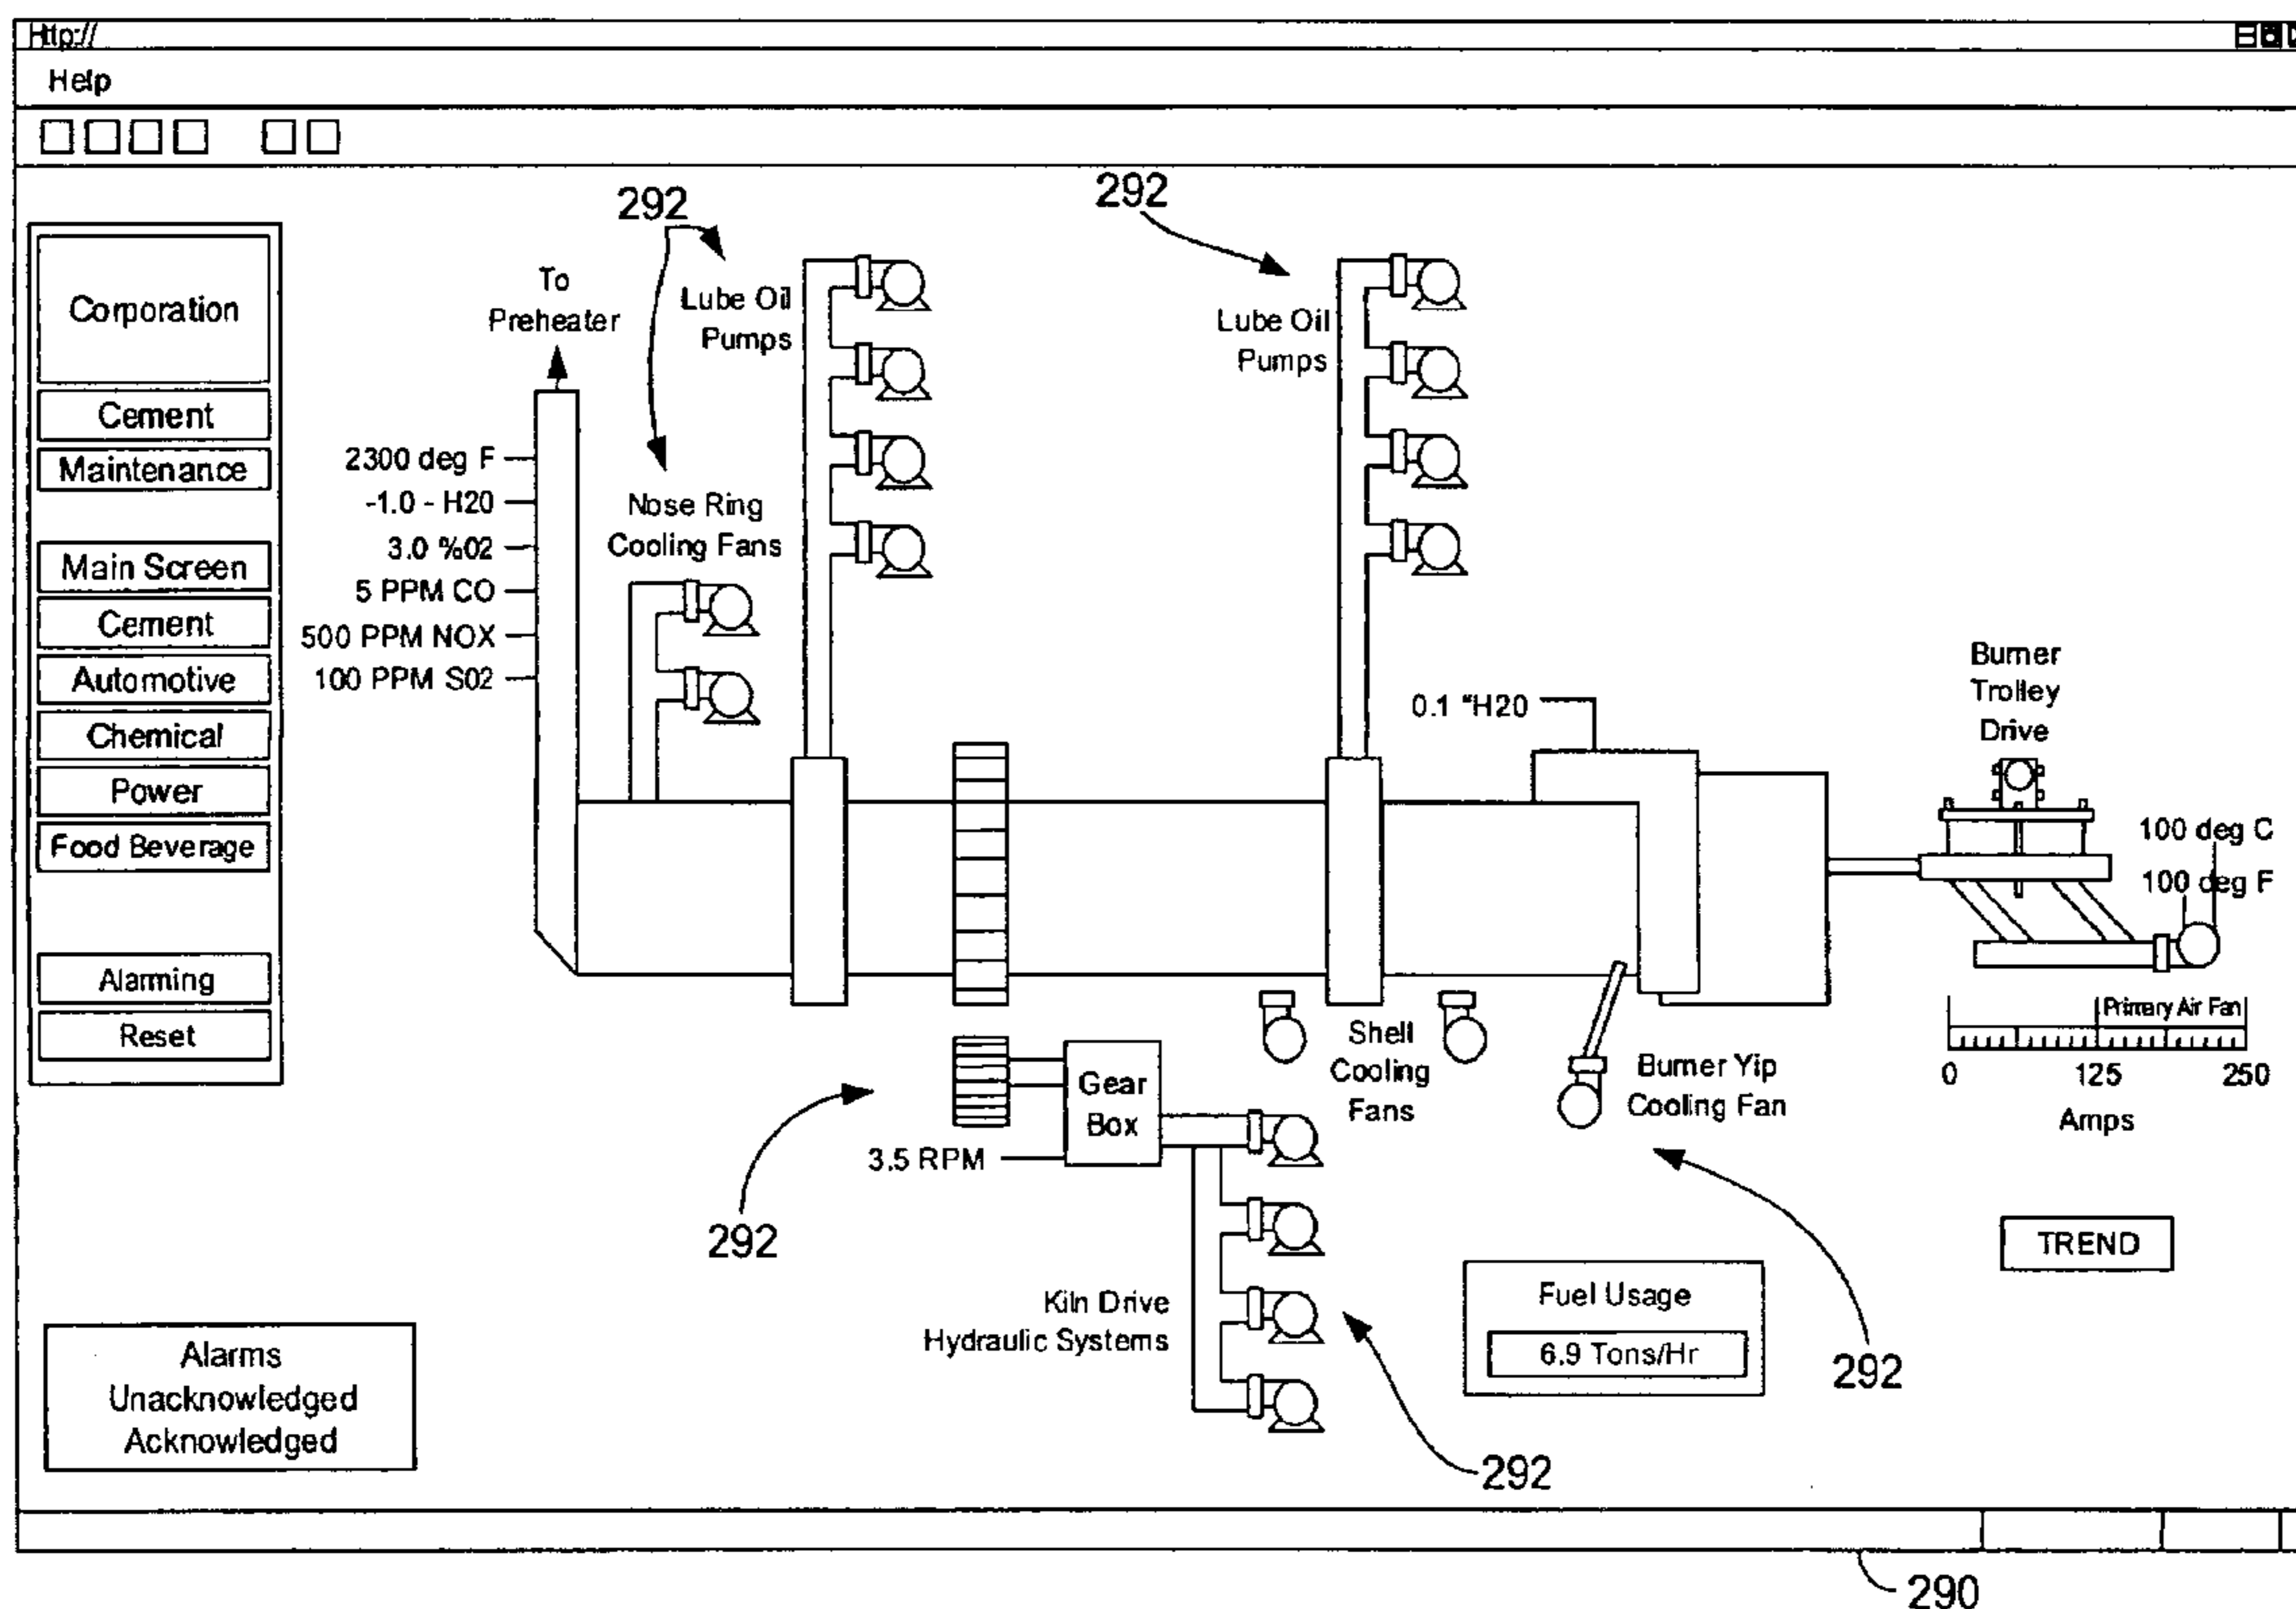 Http://
Help
292
292
Corporation
Cement
Maintenance
Main Screen
Cement
Automotive
Chemical
Power
Food Beverage
Alarming
Reset
To
Preheater
2300 deg F
-1.0 - H20
3.0 %02
5 PPM CO
500 PPM NOX
100 PPM S02
Lube Oil
Pumps
Nose Ring
Cooling Fans
Lube Oil
Pumps
0.1 "H20
Burner
Trolley
Drive
100 deg C
100 deg F
Primary Air Fan
0 125 250
Amps
Shell
Cooling
Fans
Burner Yip
Cooling Fan
Gear
Box
3.5 RPM
292
Kiln Drive
Hydraulic Systems
Fuel Usage
6.9 Tons/Hr
TREND
292
292
Alarms
Unacknowledged
Acknowledged
290